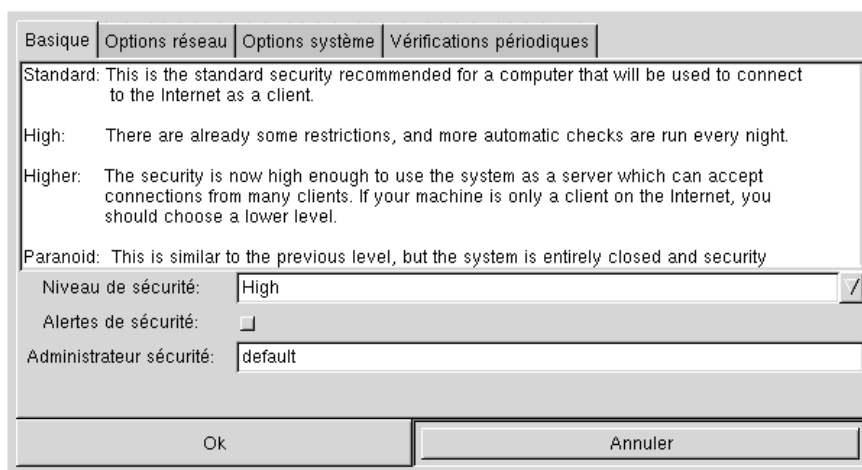 Basique Options réseau Options système Vérifications périodiques
Standard: This is the standard security recommended for a computer that will be used to connect
to the Internet as a client.
High: There are already some restrictions, and more automatic checks are run every night.
Higher: The security is now high enough to use the system as a server which can accept
connections from many clients. If your machine is only a client on the Internet, you
should choose a lower level.
Paranoid: This is similar to the previous level, but the system is entirely closed and security
Niveau de sécurité: High
Alertes de sécurité:
Administrateur sécurité: default
Ok Annuler